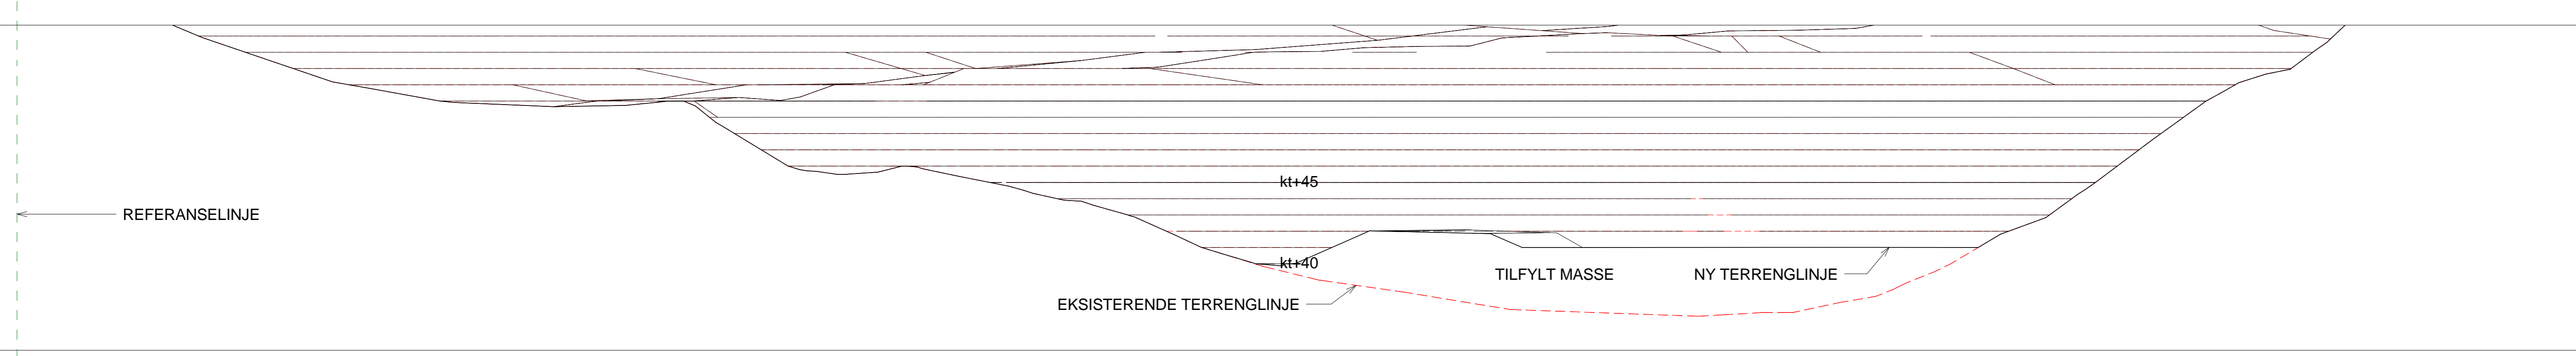 kt+45
REFERANSELINJE
kt+40
TILFYLT MASSE
NY TERRENGLINJE
EKSISTERENDE TERRENGLINJE